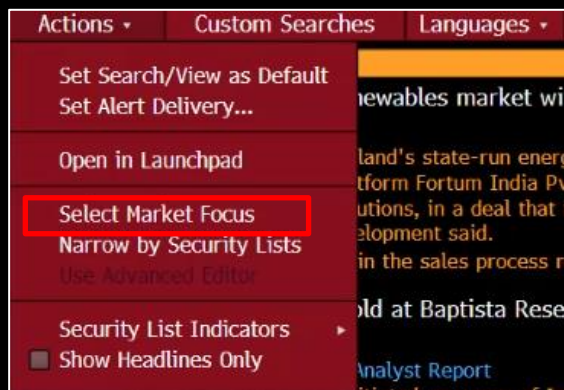 Actions Custom Searches Languages
Set Search/View as Default
Set Alert Delivery...
ewables market wi
Open in Launchpad
land's state-run energ
tform Fortum India Pv
Select Market Focus
utions, in a deal that
Narrow by Security Lists
elopment said.
Use Advanced Editor
in the sales process r
old at Baptista Rese
Security List Indicators
Show Headlines Only
Analyst Report